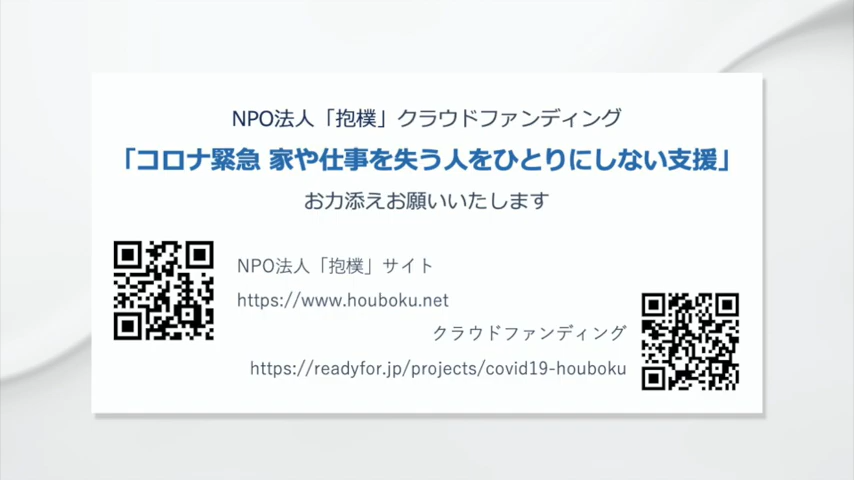 NPO法人「抱樸」クラウドファンディング
「コロナ緊急 家や仕事を失う人をひとりにしない支援」
お力添えお願いいたします
NPO法人「抱樸」サイト
https://www.houboku.net
クラウドファンディング
https://readyfor.jp/projects/covid19-houboku